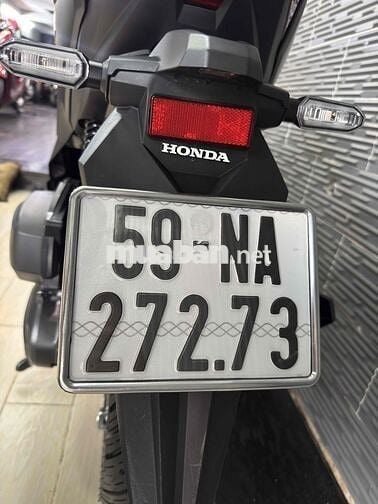 HONDA
59-NA
muaban.net
272.73